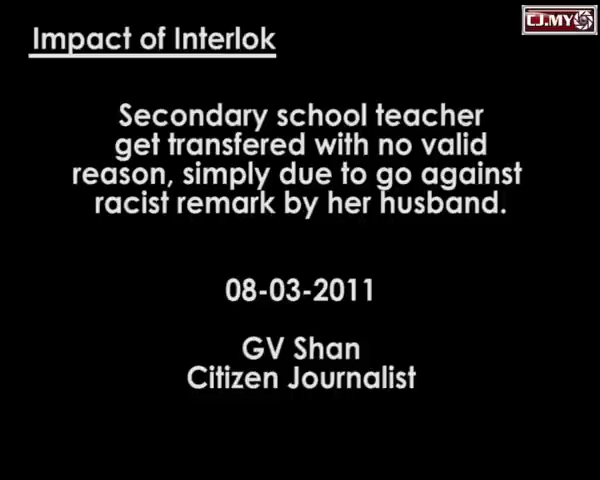 CJ.MY
Impact of Interlok
Secondary school teacher
get transfered with no valid
reason, simply due to go against
racist remark by her husband.
08-03-2011
GV Shan
Citizen Journalist